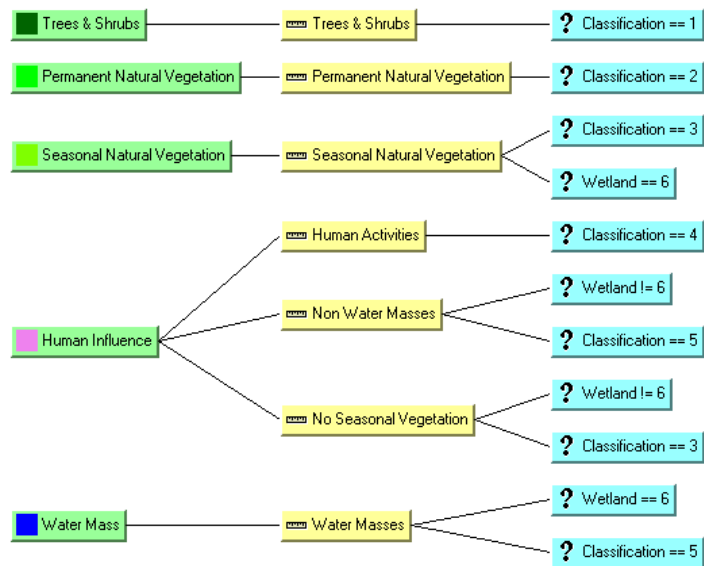 Trees & Shrubs Trees & Shrubs ? Classification == 1
Permanent Natural Vegetation Permanent Natural Vegetation ? Classification == 2
? Classification == 3
Seasonal Natural Vegetation Seasonal Natural Vegetation
? Wetland == 6
Human Activities ? Classification == 4
? Wetland != 6
Non Water Masses
Human Influence ? Classification == 5
? Wetland != 6
No Seasonal Vegetation
? Classification == 3
? Wetland == 6
Water Mass Water Masses
? Classification == 5